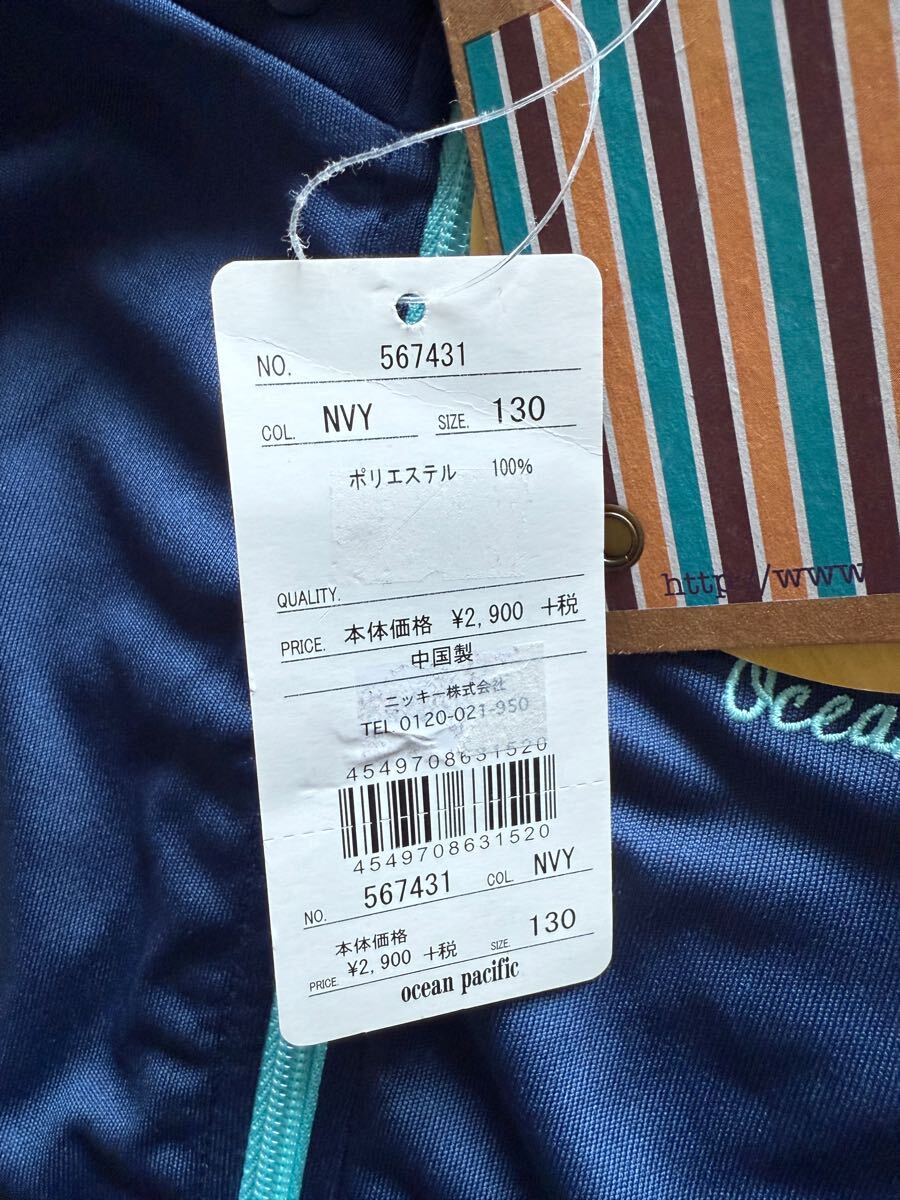 NO. 567431
COL. NVY SIZE. 130
ポリエステル 100%
QUALITY.
PRICE. 本体価格 ¥2,900 +税
中国製
ニッキー株式会社
TEL 0120-021-950
4549708631520
4549708631520
NO. 567431 COL. NVY
本体価格
PRICE. ¥2,900 +税 SIZE. 130
ocean pacific
http://www
Ocea